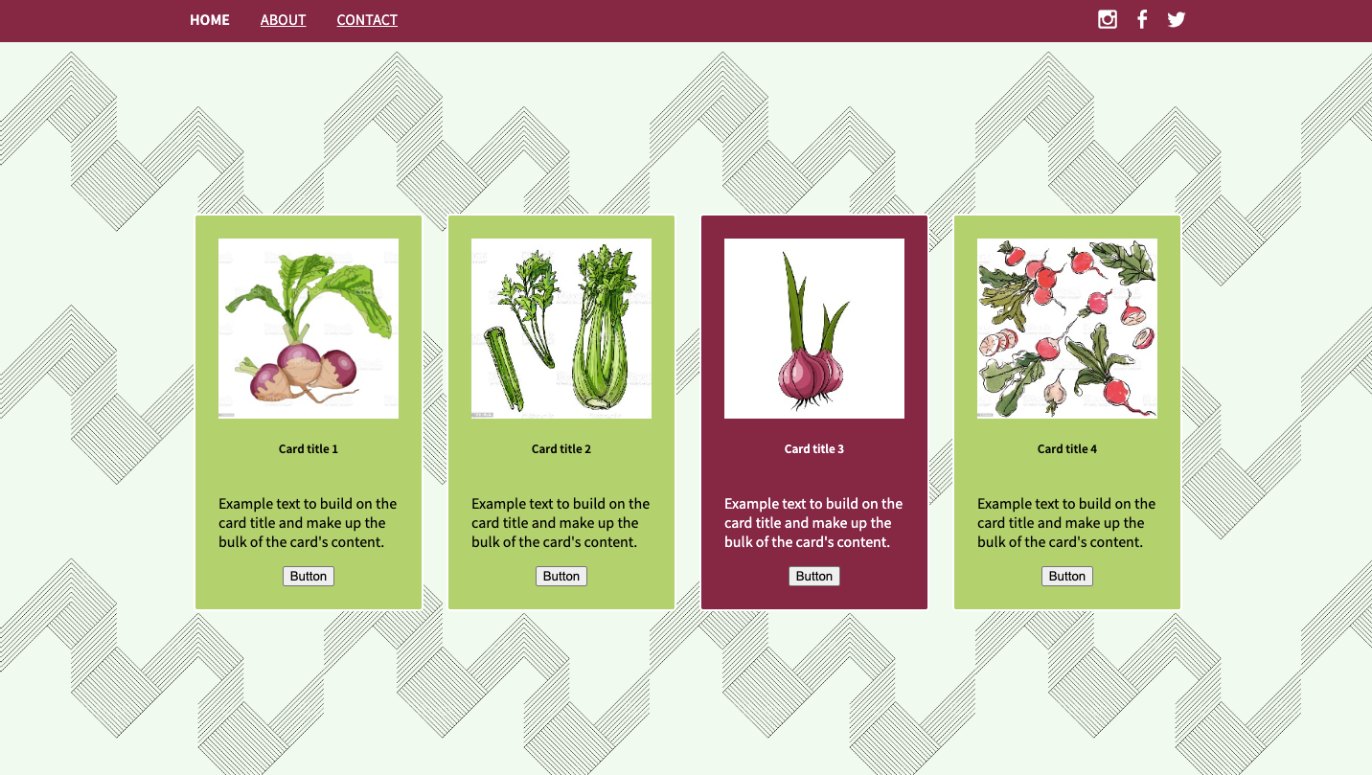 HOME ABOUT CONTACT
Card title 1
Example text to build on the
card title and make up the
bulk of the card's content.
Button
Card title 2
Example text to build on the
card title and make up the
bulk of the card's content.
Button
Card title 3
Example text to build on the
card title and make up the
bulk of the card's content.
Button
Card title 4
Example text to build on the
card title and make up the
bulk of the card's content.
Button